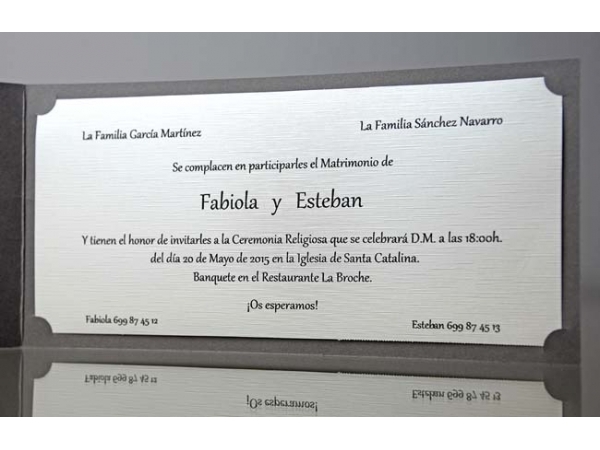 La Familia García Martínez
La Familia Sánchez Navarro
Se complacen en participarles el Matrimonio de
Fabiola y Esteban
Y tienen el honor de invitarles a la Ceremonia Religiosa que se celebrará D.M. a las 18:00h.
del día 20 de Mayo de 2015 en la Iglesia de Santa Catalina.
Banquete en el Restaurante La Broche.
¡Os esperamos!
Fabiola 699 87 45 12
Esteban 699 87 45 13